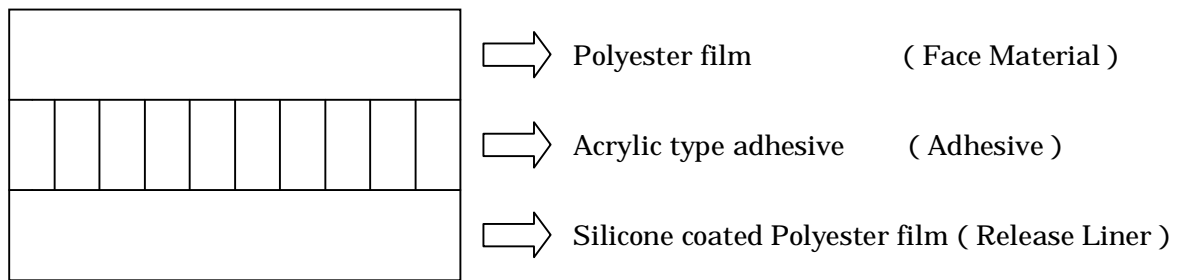 Polyester film ( Face Material )
Acrylic type adhesive ( Adhesive )
Silicone coated Polyester film ( Release Liner )